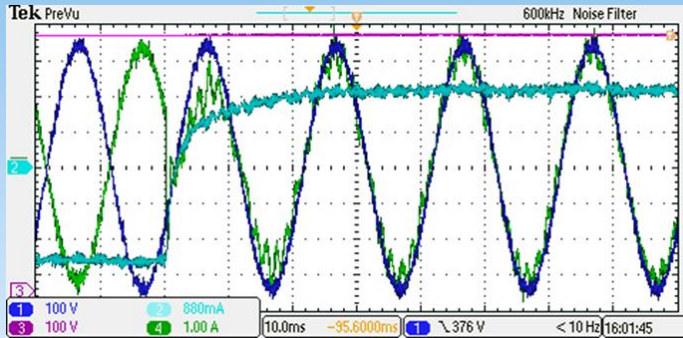 Tek PreVu 600kHz Noise Filter
2
3
1 100 V 2 880mA
3 100 V 4 1.00 A
10.0ms -95.6000ms
1 376 V
< 10 Hz
16:01:45